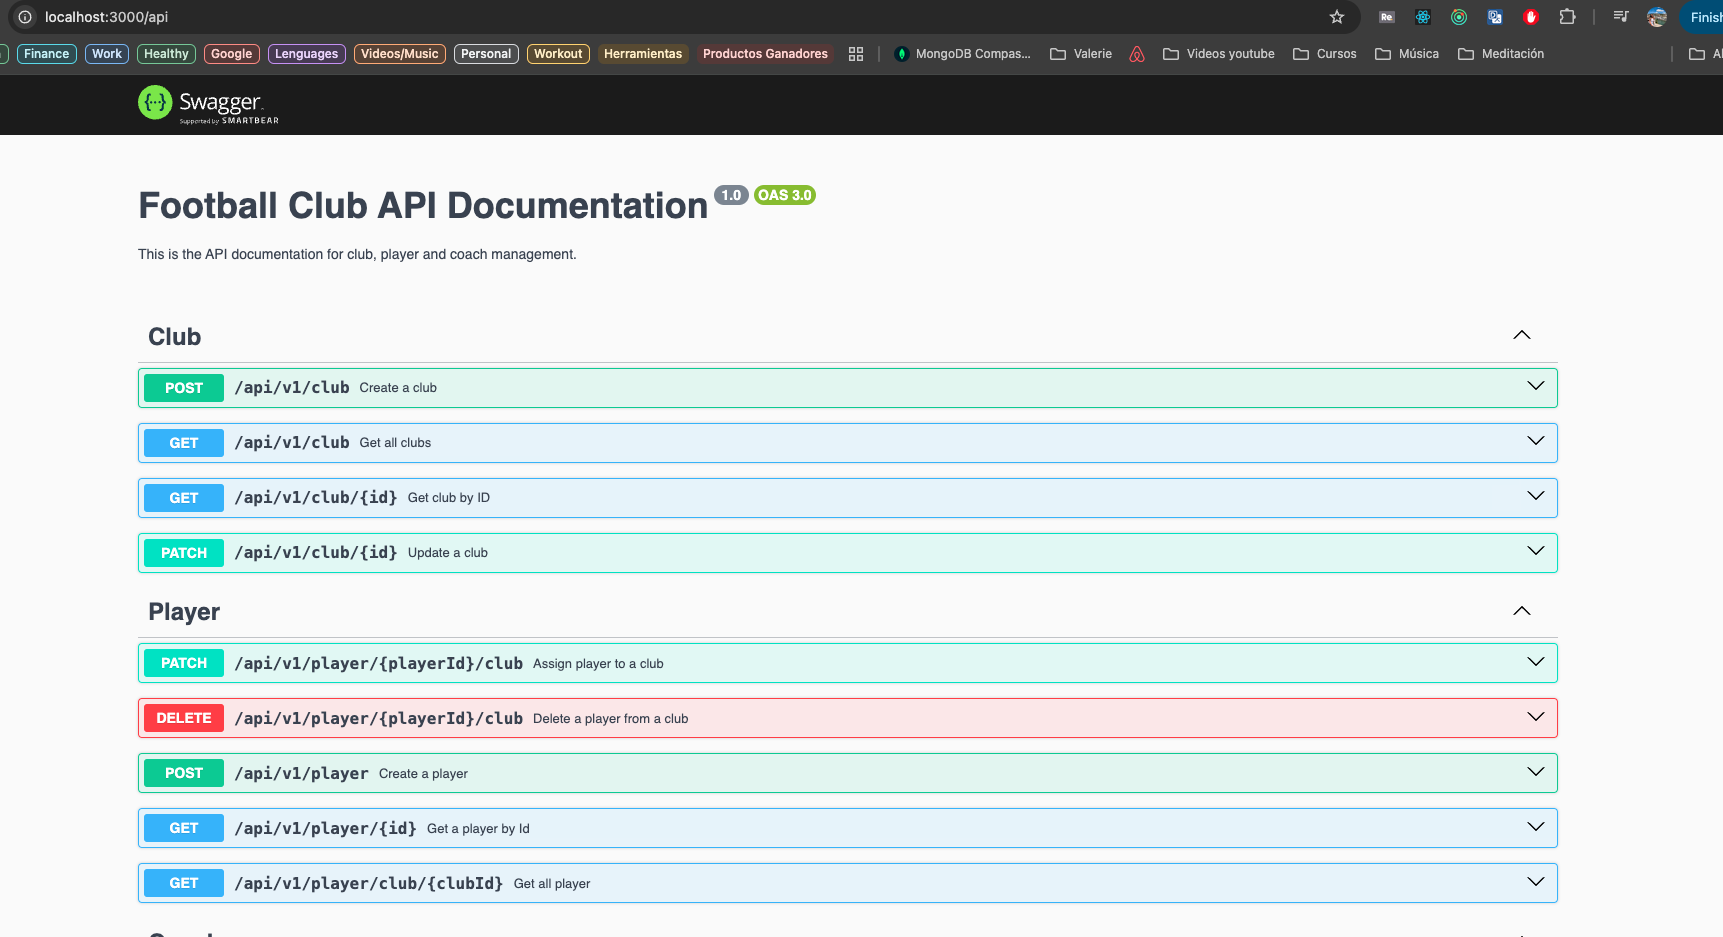 localhost:3000/api
Re
Finish
Finance Work Healthy Google Lenguages Videos/Music Personal Workout Herramientas Productos Ganadores MongoDB Compas... Valerie Videos youtube Cursos Música Meditación
Swagger
Supported by SMARTBEAR
Football Club API Documentation 1.0 OAS 3.0
This is the API documentation for club, player and coach management.
Club
POST /api/v1/club Create a club
GET /api/v1/club Get all clubs
GET /api/v1/club/{id} Get club by ID
PATCH /api/v1/club/{id} Update a club
Player
PATCH /api/v1/player/{playerId}/club Assign player to a club
DELETE /api/v1/player/{playerId}/club Delete a player from a club
POST /api/v1/player Create a player
GET /api/v1/player/{id} Get a player by Id
GET /api/v1/player/club/{clubId} Get all player